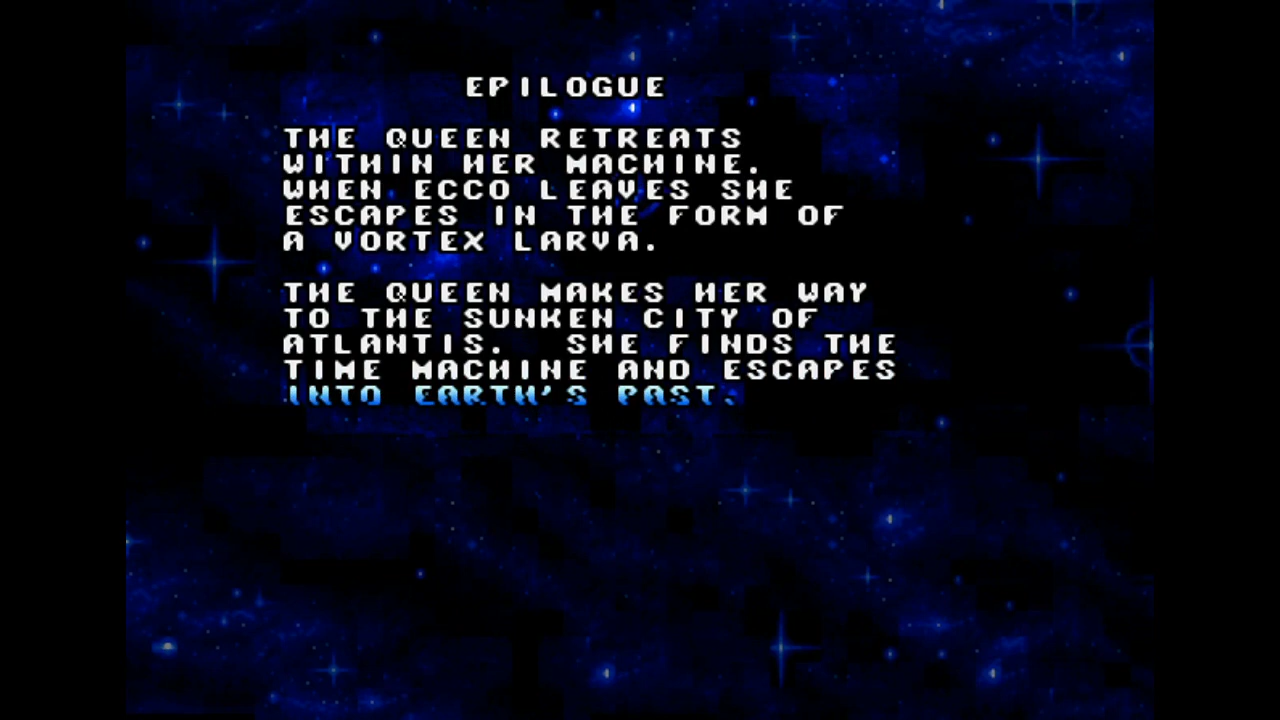 EPILOGUE
THE QUEEN RETREATS
WITHIN HER MACHINE.
WHEN ECCO LEAVES SHE
ESCAPES IN THE FORM OF
A VORTEX LARVA.
THE QUEEN MAKES HER WAY
TO THE SUNKEN CITY OF
ATLANTIS. SHE FINDS THE
TIME MACHINE AND ESCAPES
INTO EARTH'S PAST.